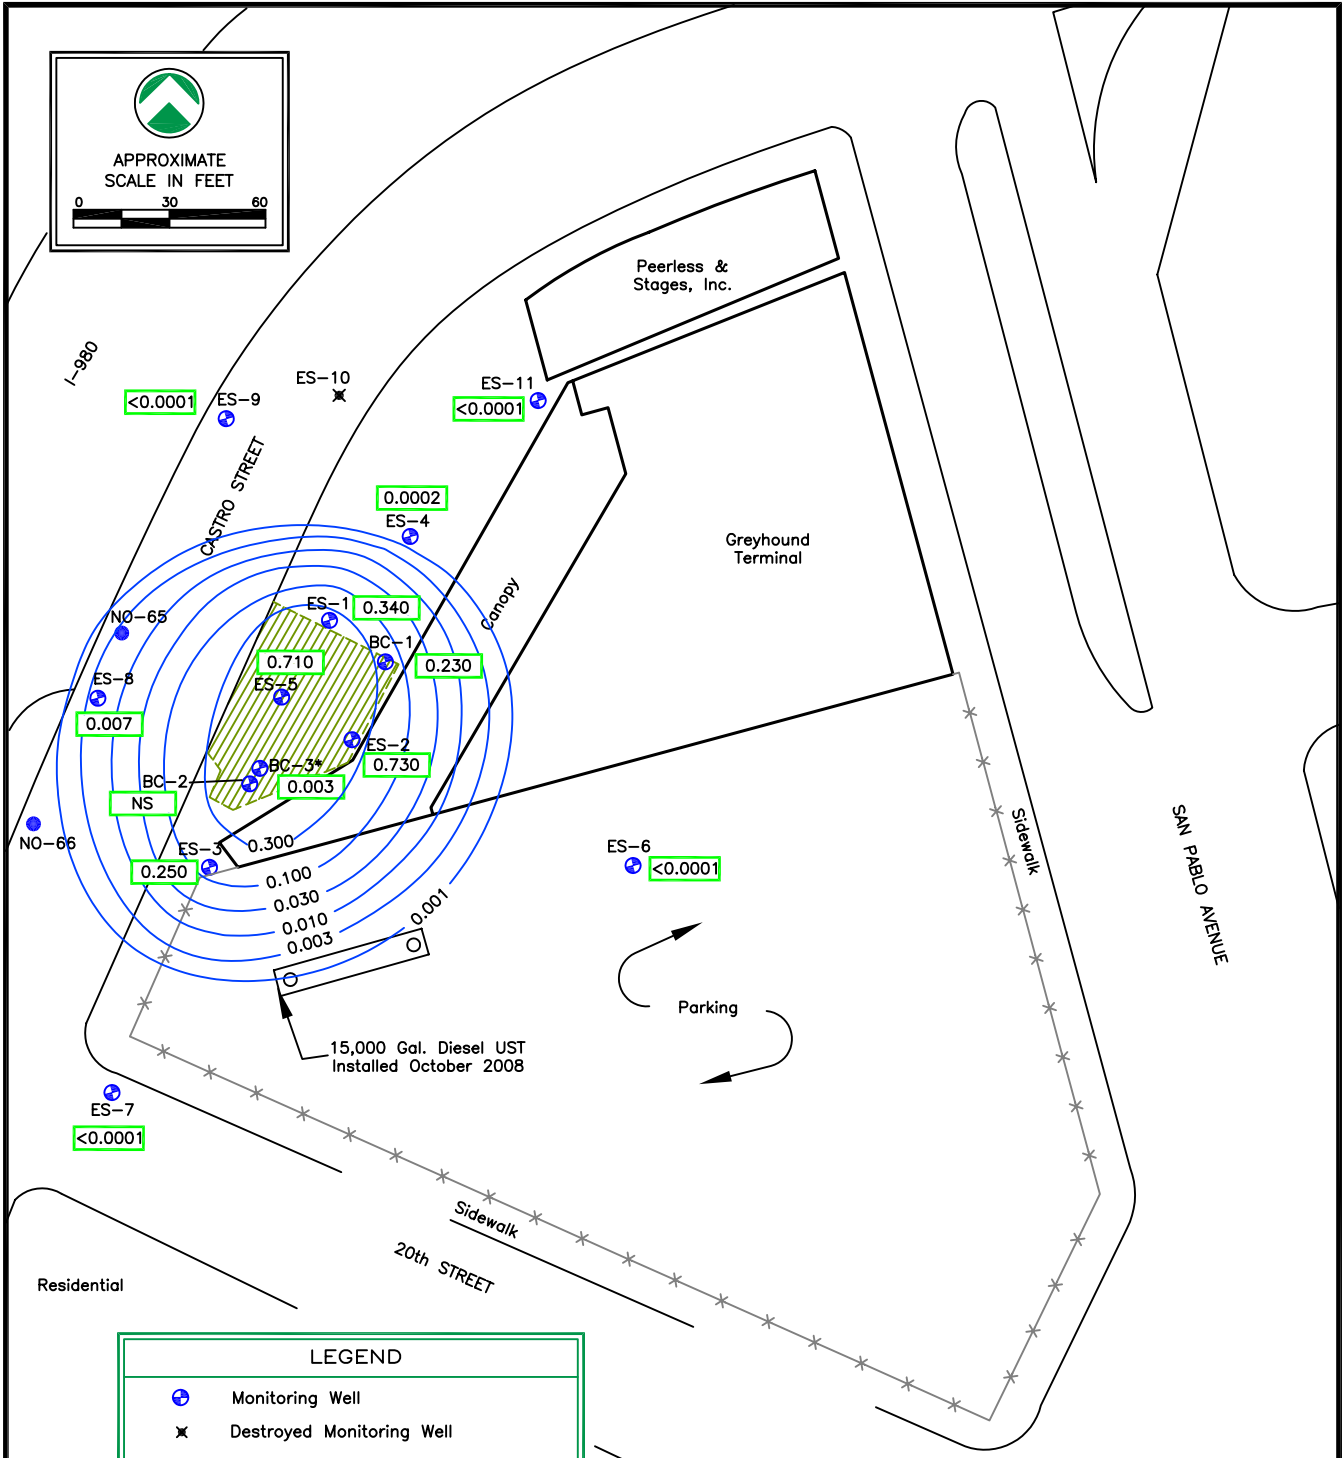 APPROXIMATE
SCALE IN FEET
0 30 60
Peerless &
Stages, Inc.
I-980
ES-10
ES-11
<0.0001
ES-9
<0.0001
CASTRO STREET
0.0002
ES-4
Greyhound
Terminal
Canopy
ES-1
0.340
NO-65
BC-1
0.710
0.230
ES-8
ES-5
0.007
ES-2
0.730
BC-3*
BC-2
0.003
NS
NO-66
ES-3
0.300
0.250
0.100
0.030
0.010
0.003
0.001
ES-6
<0.0001
Sidewalk
SAN PABLO AVENUE
Parking
15,000 Gal. Diesel UST
Installed October 2008
ES-7
<0.0001
Sidewalk
20th STREET
Residential
LEGEND
Monitoring Well
Destroyed Monitoring Well